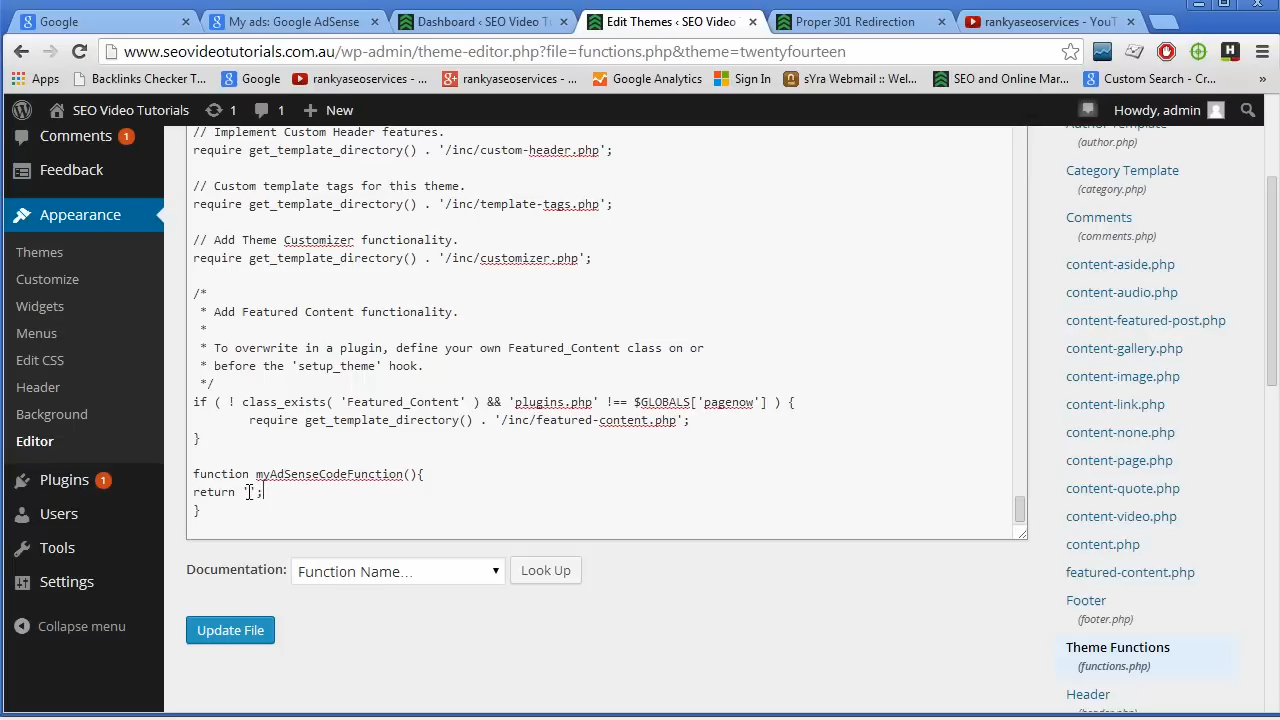 Google
My ads: Google AdSense
Dashboard ‹ SEO Video Tu
Edit Themes ‹ SEO Video
Proper 301 Redirection
rankyaseoservices - YouT
www.seovideotutorials.com.au/wp-admin/theme-editor.php?file=functions.php&theme=twentyfourteen
Apps
Backlinks Checker T...
Google
rankyaseoservices - ...
rankyaseoservices - ...
Google Analytics
Sign In
sYra Webmail :: Wel...
SEO and Online Mar...
Custom Search - Cr...
»
SEO Video Tutorials
1
1
New
Howdy, admin
Comments 1
Feedback
Appearance
Themes
Customize
Widgets
Menus
Edit CSS
Header
Background
Editor
Plugins 1
Users
Tools
Settings
Collapse menu
// Implement Custom Header features.
require get_template_directory() . '/inc/custom-header.php';
// Custom template tags for this theme.
require get_template_directory() . '/inc/template-tags.php';
// Add Theme Customizer functionality.
require get_template_directory() . '/inc/customizer.php';
/*
* Add Featured Content functionality.
*
* To overwrite in a plugin, define your own Featured_Content class on or
* before the 'setup_theme' hook.
*/
if ( ! class_exists( 'Featured_Content' ) && 'plugins.php' !== $GLOBALS['pagenow'] ) {
require get_template_directory() . '/inc/featured-content.php';
}
function myAdSenseCodeFunction(){
return '';
}
Documentation:
Function Name...
Look Up
Update File
Author Template
(author.php)
Category Template
(category.php)
Comments
(comments.php)
content-aside.php
content-audio.php
content-featured-post.php
content-gallery.php
content-image.php
content-link.php
content-none.php
content-page.php
content-quote.php
content-video.php
content.php
featured-content.php
Footer
(footer.php)
Theme Functions
(functions.php)
Header
(header.php)